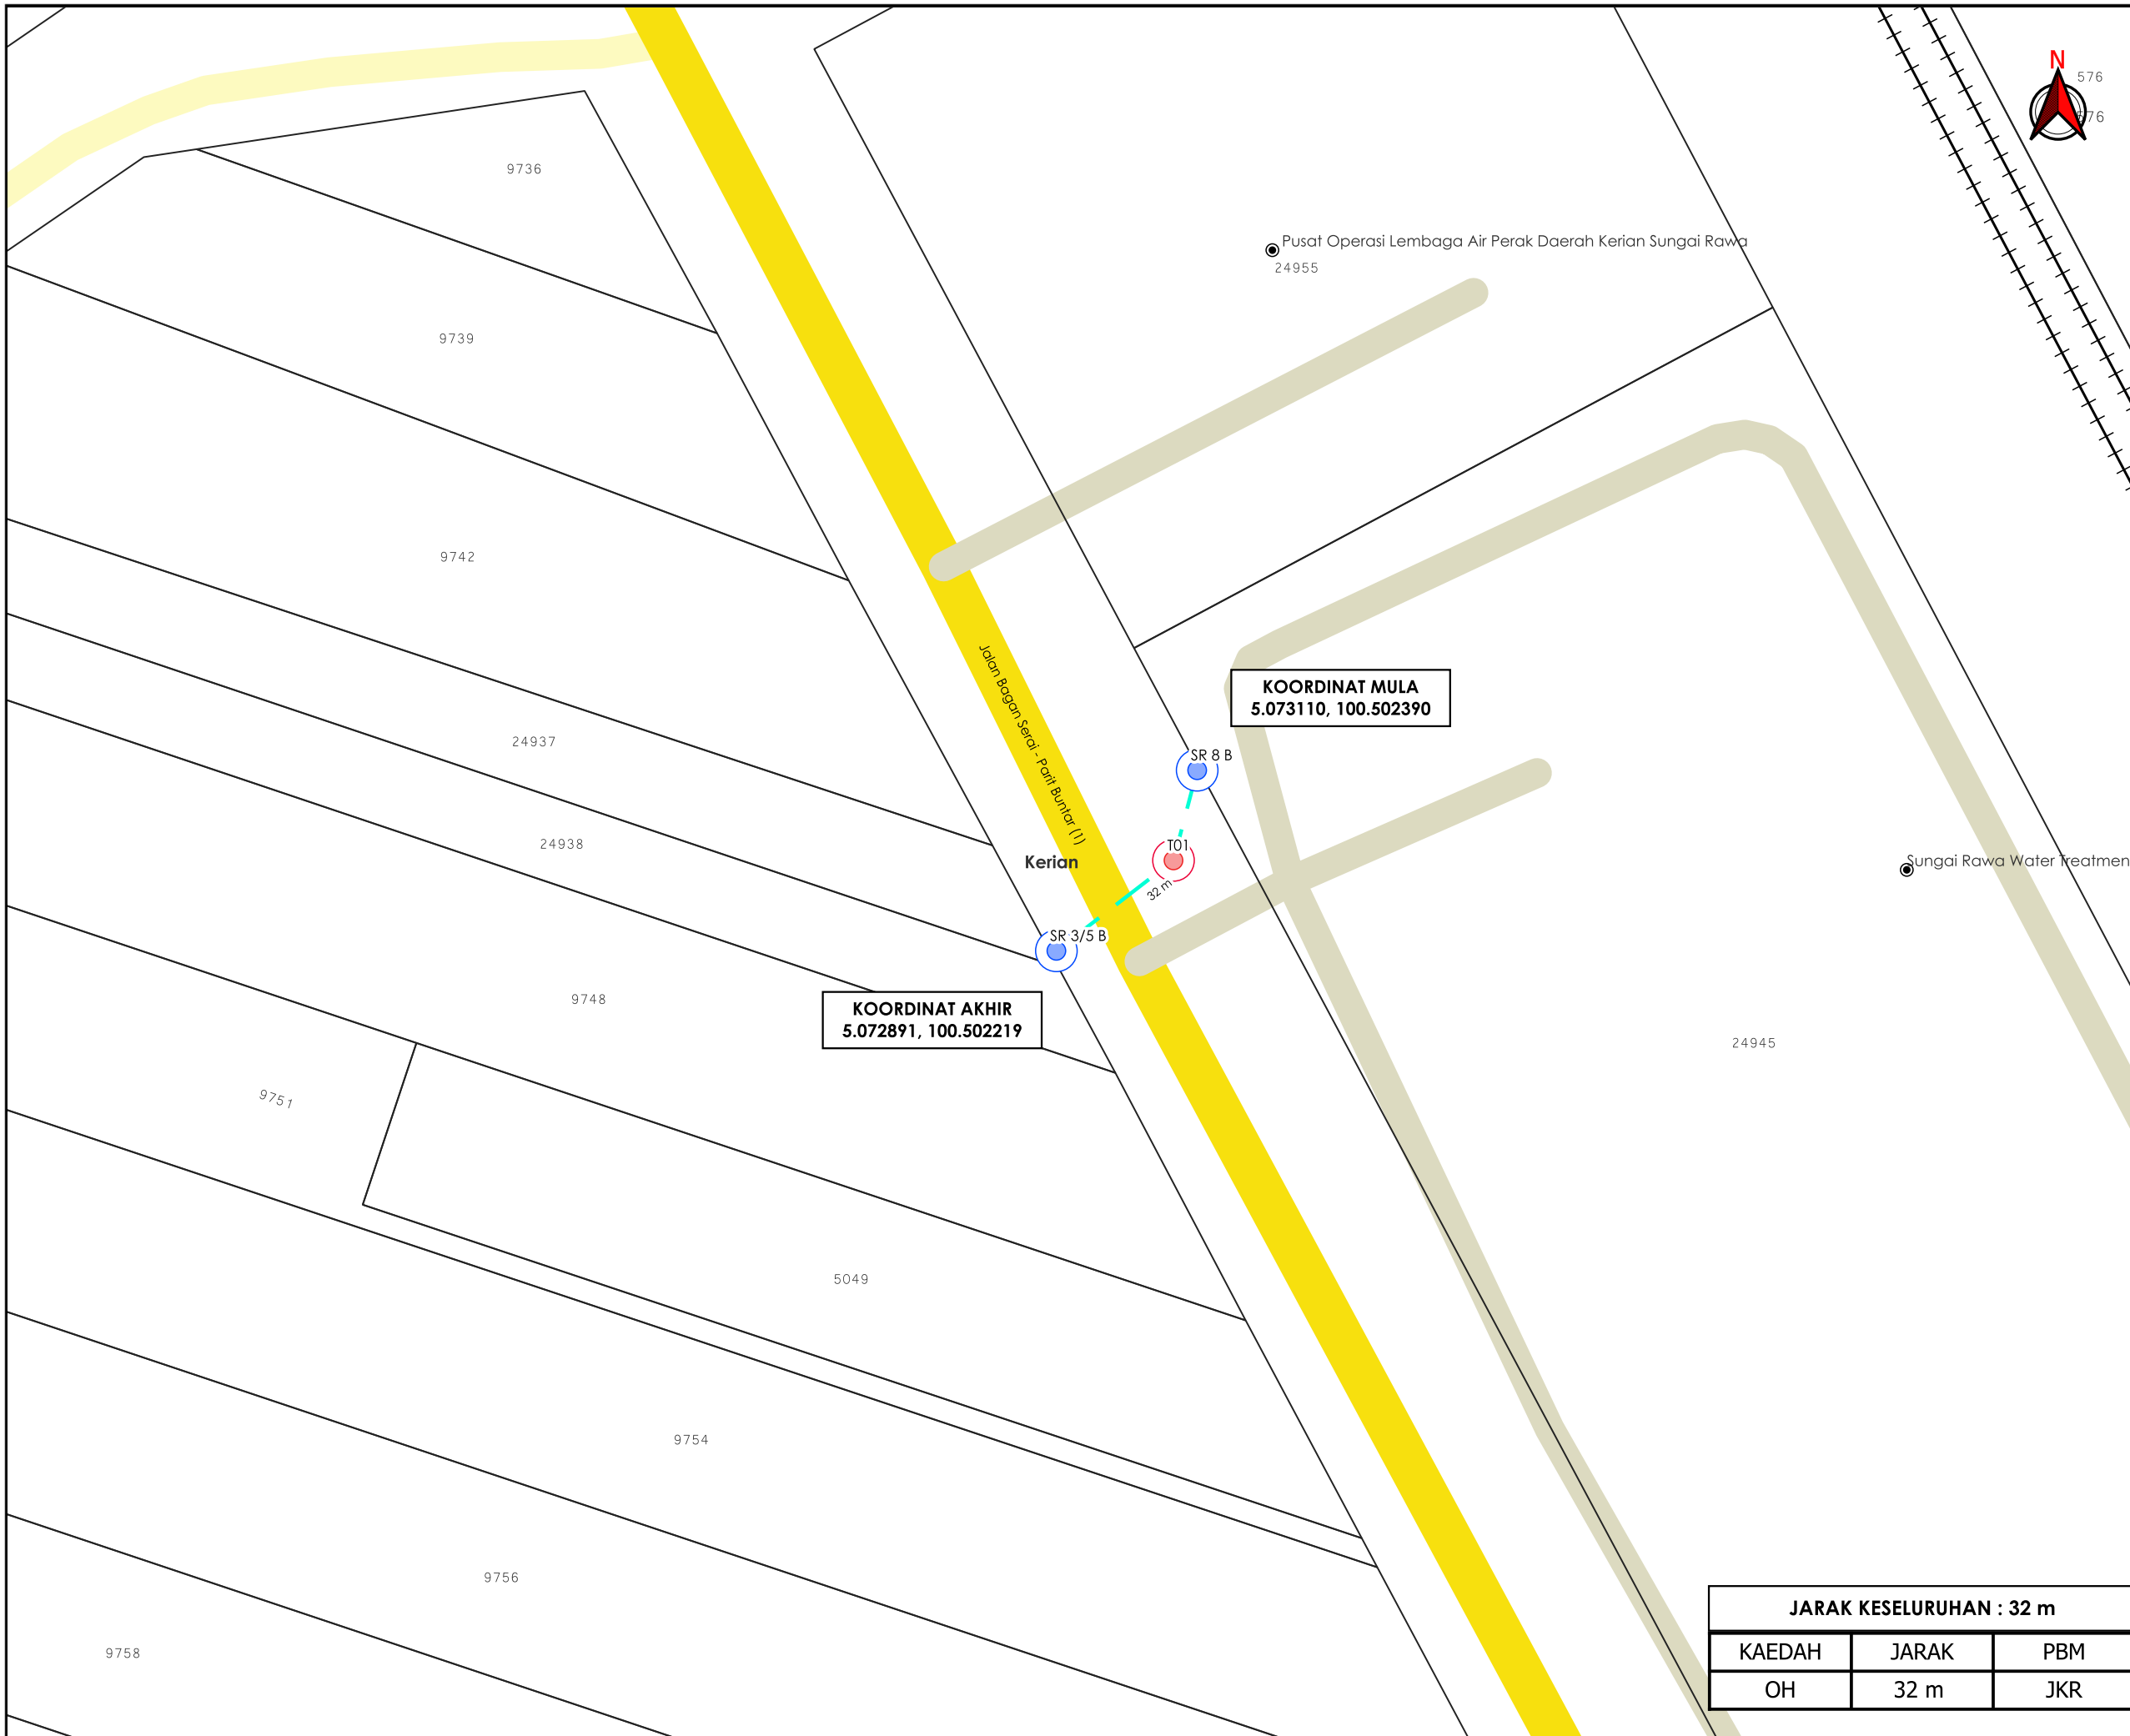 N
576
576
9736
Pusat Operasi Lembaga Air Perak Daerah Kerian Sungai Rawa
24955
9739
9742
Jalan Bagan Serai - Parit Buntar (1)
KOORDINAT MULA
5.073110, 100.502390
24937
SR 8 B
24938
T01
Kerian
Sungai Rawa Water Treatmen
32 m
SR 3/5 B
9748
KOORDINAT AKHIR
5.072891, 100.502219
24945
9751
5049
9754
9756
9758
JARAK KESELURUHAN : 32 m
KAEDAH JARAK PBM
OH 32 m JKR